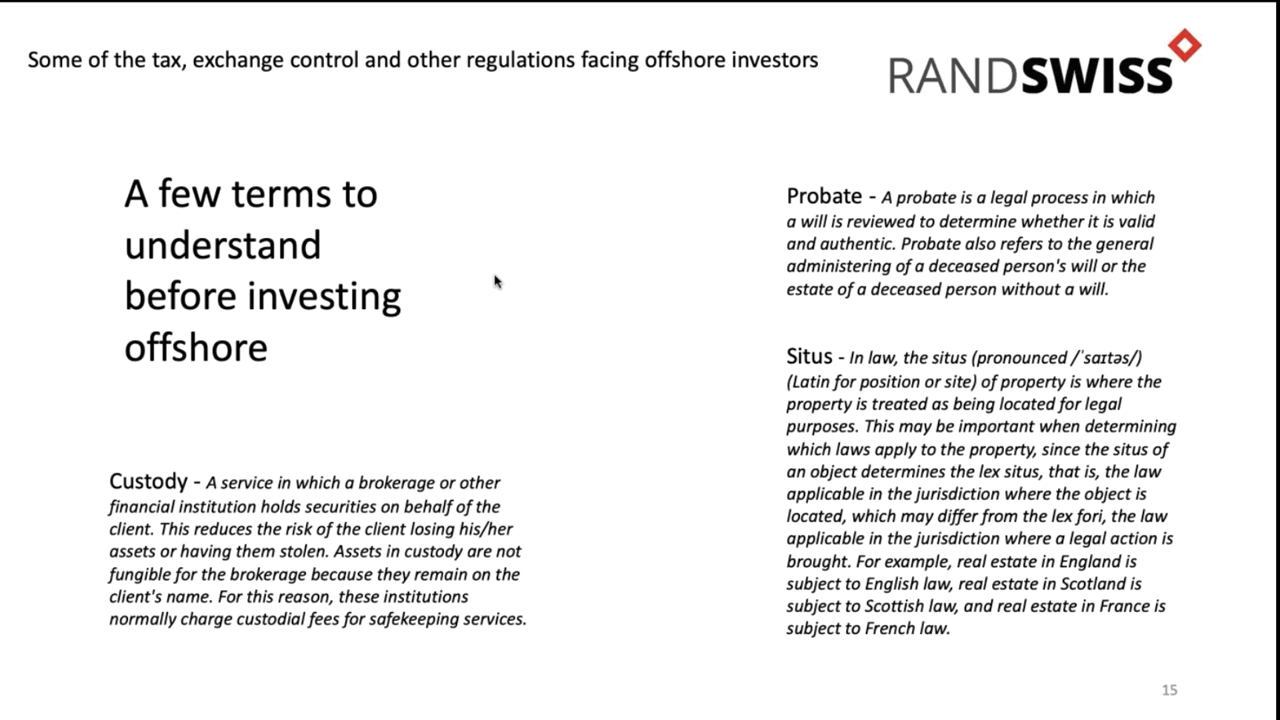 Some of the tax, exchange control and other regulations facing offshore investors
RANDSWISS
A few terms to
understand
before investing
offshore
Custody - A service in which a brokerage or other
financial institution holds securities on behalf of the
client. This reduces the risk of the client losing his/her
assets or having them stolen. Assets in custody are not
fungible for the brokerage because they remain on the
client's name. For this reason, these institutions
normally charge custodial fees for safekeeping services.
Probate - A probate is a legal process in which
a will is reviewed to determine whether it is valid
and authentic. Probate also refers to the general
administering of a deceased person's will or the
estate of a deceased person without a will.
Situs - In law, the situs (pronounced /ˈsaɪtəs/)
(Latin for position or site) of property is where the
property is treated as being located for legal
purposes. This may be important when determining
which laws apply to the property, since the situs of
an object determines the lex situs, that is, the law
applicable in the jurisdiction where the object is
located, which may differ from the lex fori, the law
applicable in the jurisdiction where a legal action is
brought. For example, real estate in England is
subject to English law, real estate in Scotland is
subject to Scottish law, and real estate in France is
subject to French law.
15